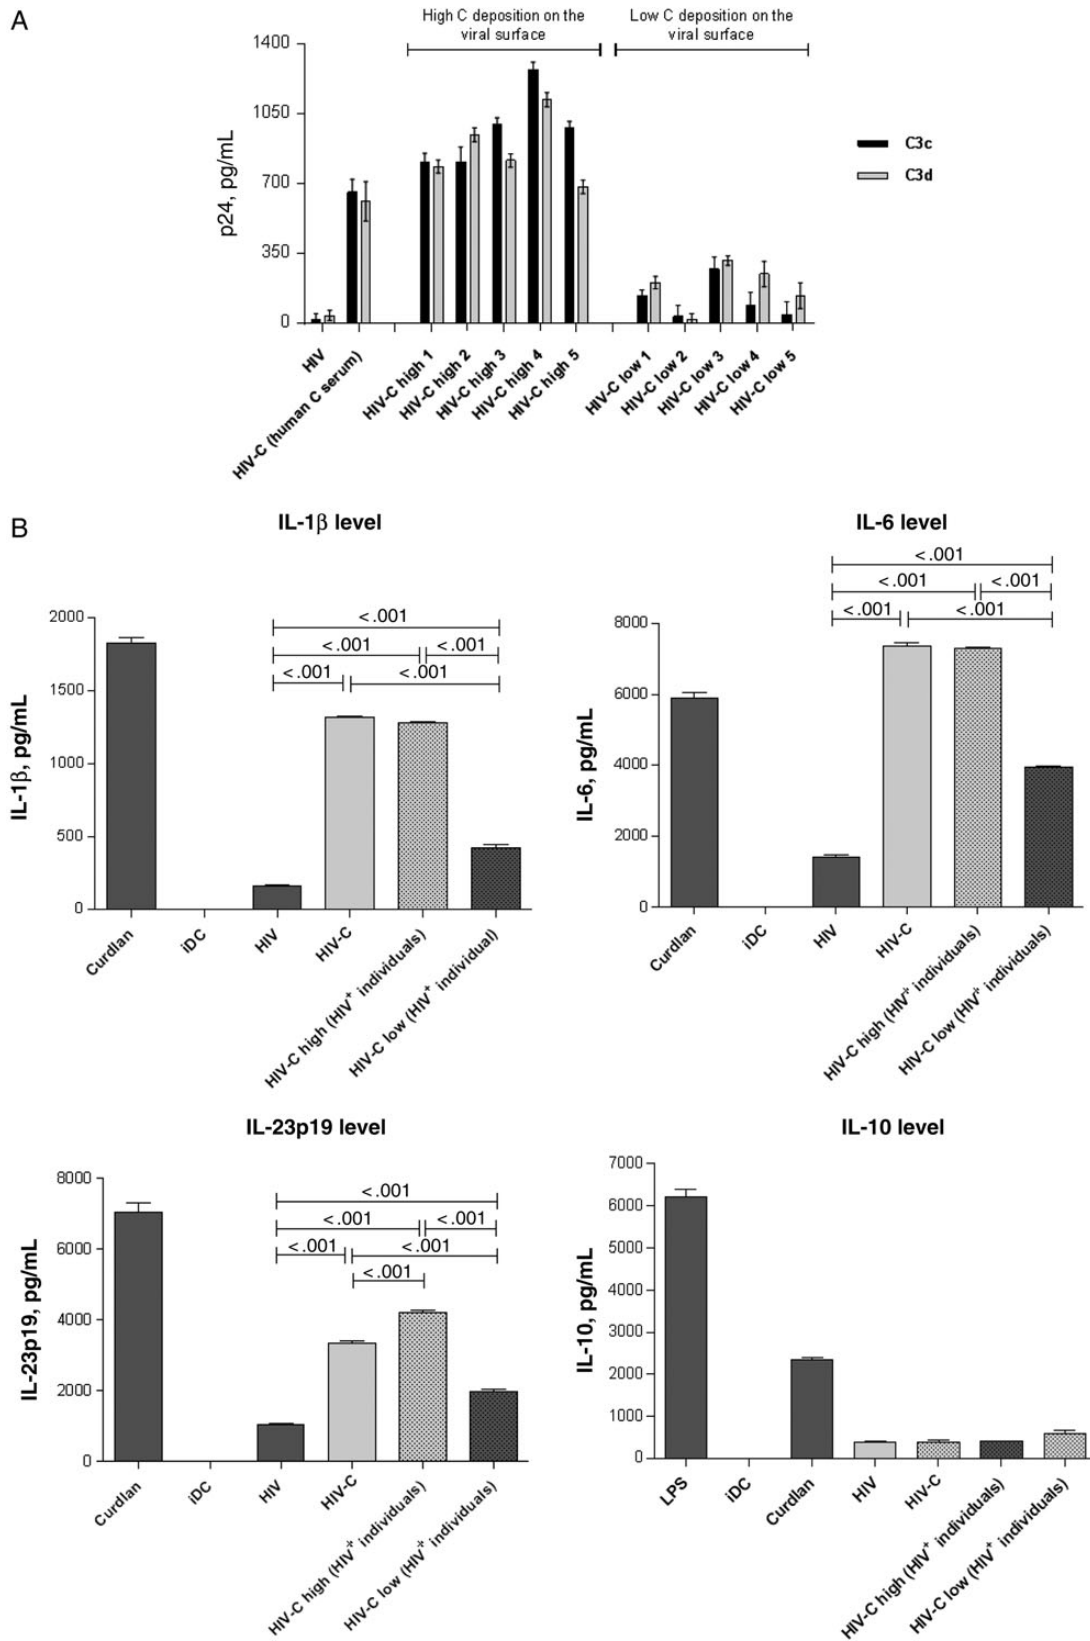 A
High C deposition on the
viral surface
Low C deposition on the
viral surface
1400
1050
700
350
0
p24, pg/mL
C3c
C3d
HIV
HIV-C (human C serum)
HIV-C high 1
HIV-C high 2
HIV-C high 3
HIV-C high 4
HIV-C high 5
HIV-C low 1
HIV-C low 2
HIV-C low 3
HIV-C low 4
HIV-C low 5
B
IL-1β level
2000
1500
1000
500
0
IL-1β, pg/mL
<.001
<.001
<.001
<.001
<.001
Curdlan
iDC
HIV
HIV-C
HIV-C high (HIV+ individuals)
HIV-C low (HIV+ individual)
IL-6 level
8000
6000
4000
2000
0
IL-6, pg/mL
<.001
<.001
<.001
<.001
<.001
Curdlan
iDC
HIV
HIV-C
HIV-C high (HIV+ individuals)
HIV-C low (HIV+ individuals)
IL-23p19 level
8000
6000
4000
2000
0
IL-23p19, pg/mL
<.001
<.001
<.001
<.001
<.001
<.001
Curdlan
iDC
HIV
HIV-C
HIV-C high (HIV+ individuals)
HIV-C low (HIV+ individuals)
IL-10 level
7000
6000
5000
4000
3000
2000
1000
0
IL-10, pg/mL
LPS
iDC
Curdlan
HIV
HIV-C
HIV-C high (HIV+ individuals)
HIV-C low (HIV+ individuals)